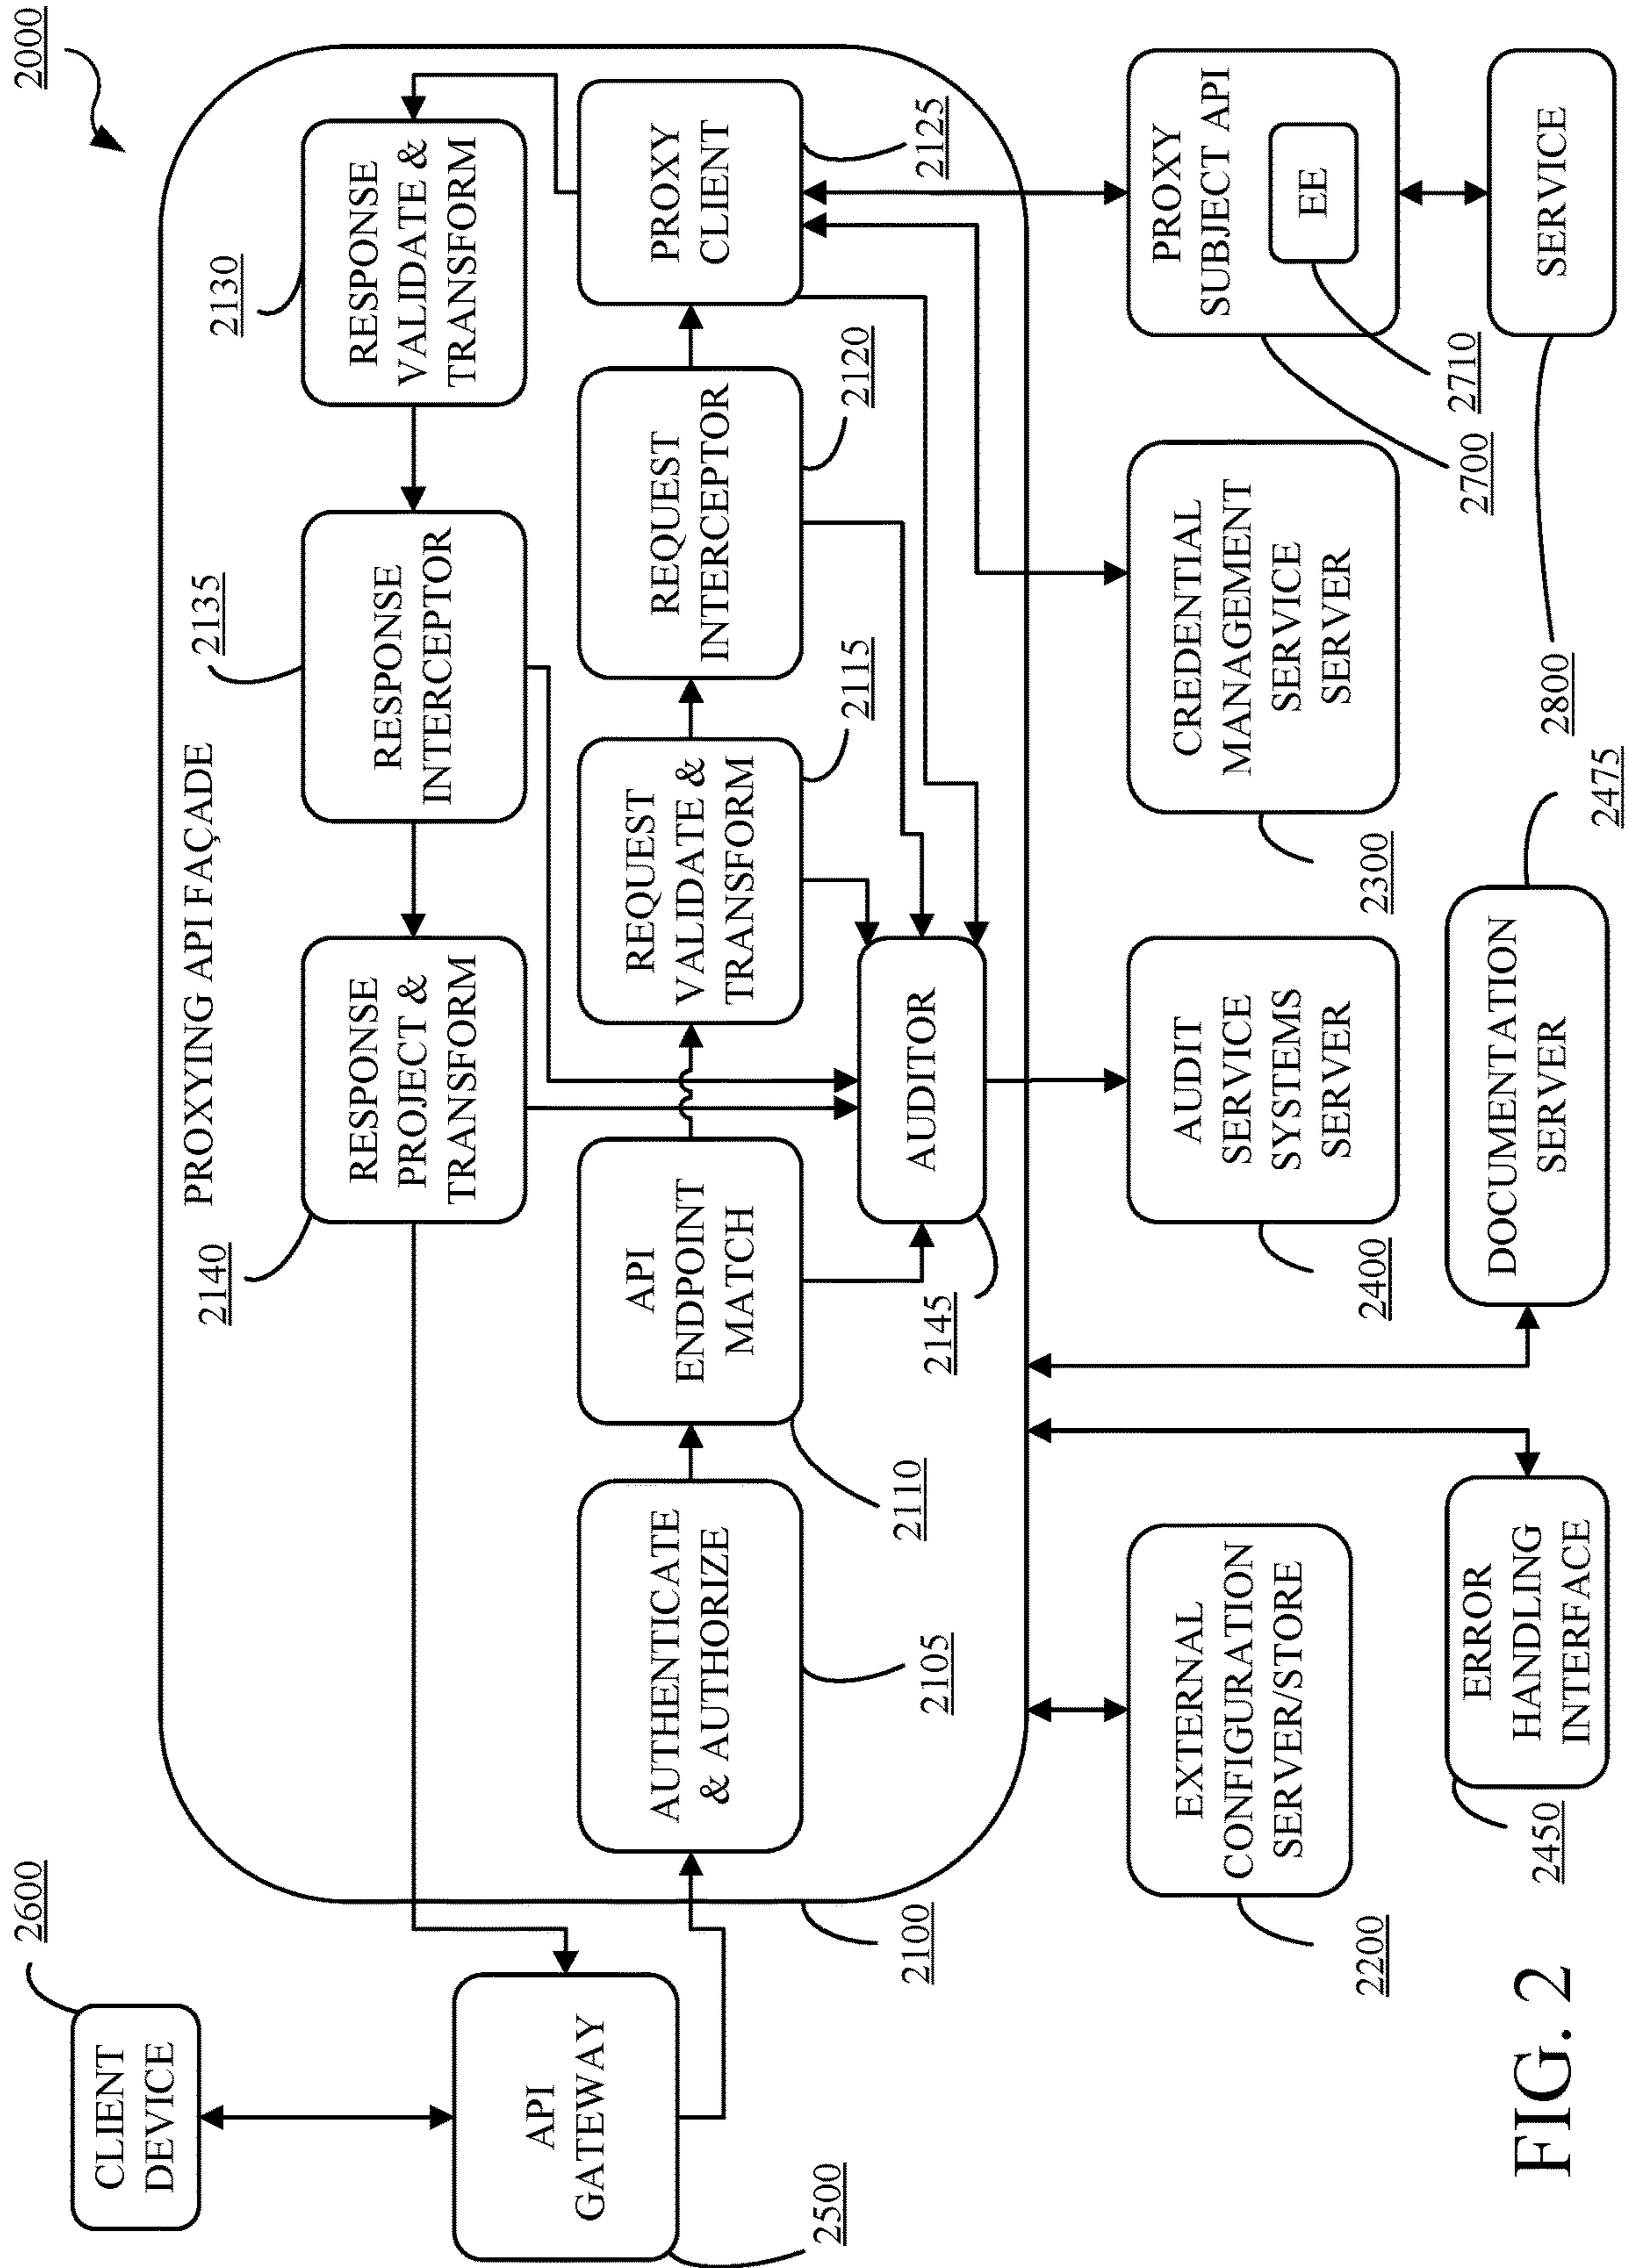 2000
PROXYING API FAÇADE
2600
CLIENT
DEVICE
2140
RESPONSE
PROJECT &
TRANSFORM
2135
RESPONSE
INTERCEPTOR
2130
RESPONSE
VALIDATE &
TRANSFORM
API
GATEWAY
2500
AUTHENTICATE
& AUTHORIZE
2105
API
ENDPOINT
MATCH
2110
REQUEST
VALIDATE &
TRANSFORM
2115
REQUEST
INTERCEPTOR
2120
PROXY
CLIENT
2125
AUDITOR
2145
2100
EXTERNAL
CONFIGURATION
SERVER/STORE
2200
AUDIT
SERVICE
SYSTEMS
SERVER
2400
CREDENTIAL
MANAGEMENT
SERVICE
SERVER
2300
PROXY
SUBJECT API
EE
2710
2700
ERROR
HANDLING
INTERFACE
2450
DOCUMENTATION
SERVER
2475
SERVICE
2800
FIG. 2